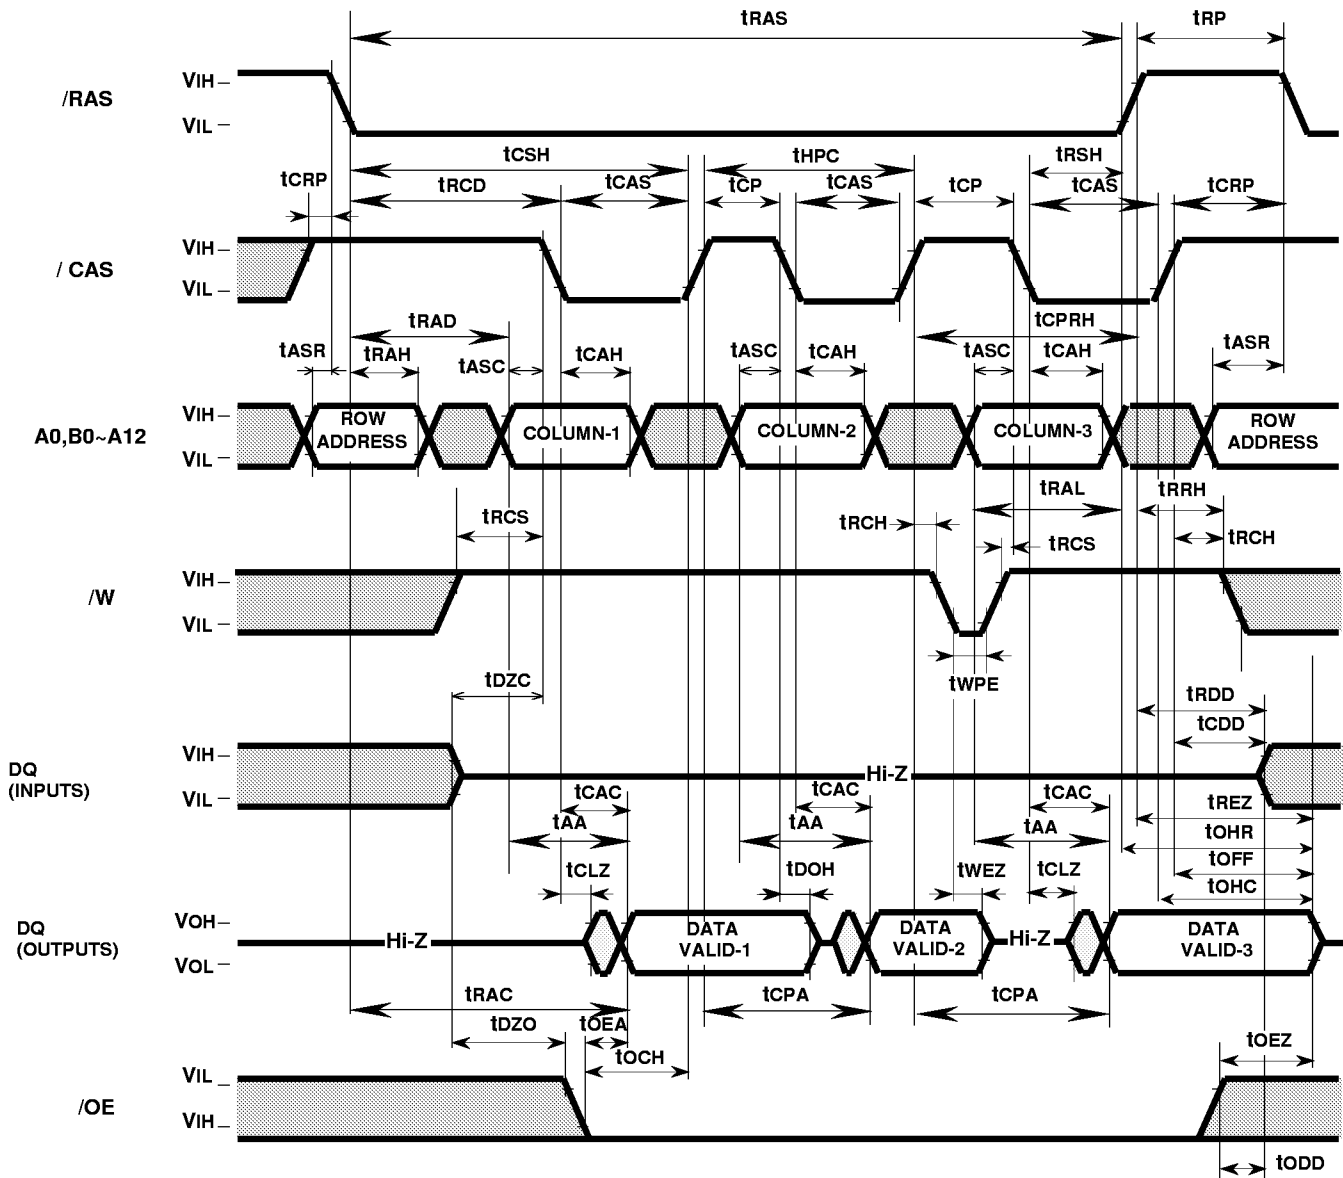 tRAS tRP
VIH
/RAS
VIL
tCSH tHPC tRSH
tCRP tRCD tCAS tCP tCAS tCP tCAS tCRP
VIH
/ CAS
VIL
tRAD tCPRH
tASR tRAH tASC tCAH tASC tCAH tASC tCAH tASR
VIH
A0,B0~A12
VIL
ROW ADDRESS COLUMN-1 COLUMN-2 COLUMN-3 ROW ADDRESS
tRCS tRCH tRAL tRCS tRRH tRCH
VIH
/W
VIL
tDZC tWPE tRDD
tCDD
VIH
DQ
(INPUTS)
VIL
Hi-Z
tCAC tCAC tCAC tREZ
tAA tAA tAA tOHR
tCLZ tDOH tWEZ tCLZ tOFF
tOHC
VOH
DQ
(OUTPUTS)
VOL
Hi-Z DATA VALID-1 DATA VALID-2 Hi-Z DATA VALID-3
tRAC tCPA tCPA
tDZO tOEA tOEZ
tOCH
VIL
/OE
VIH
tODD